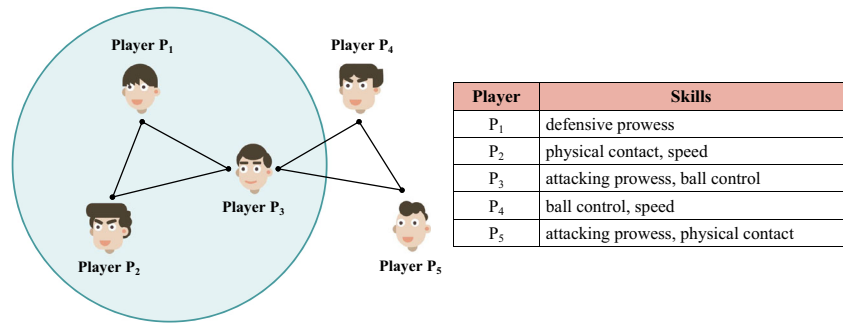 Player P₁
Player P₄
Player P₃
Player P₂
Player P₅
Player Skills
P₁ defensive prowess
P₂ physical contact, speed
P₃ attacking prowess, ball control
P₄ ball control, speed
P₅ attacking prowess, physical contact